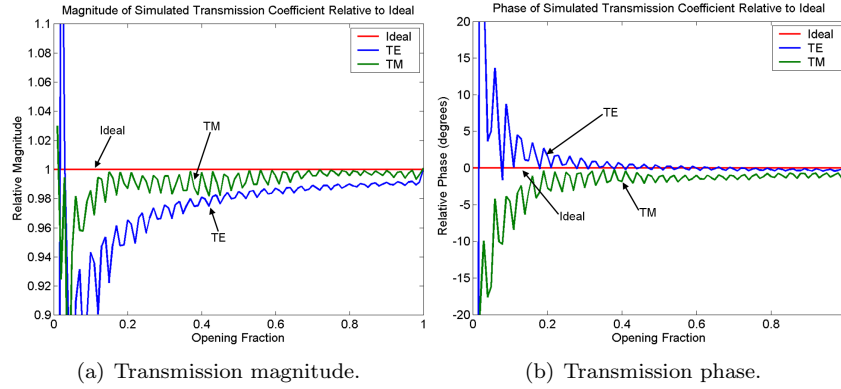 Magnitude of Simulated Transmission Coefficient Relative to Ideal
1.1
1.08
1.06
1.04
1.02
1
0.98
0.96
0.94
0.92
0.9
Relative Magnitude
Ideal
TE
TM
Ideal
TM
TE
0 0.2 0.4 0.6 0.8 1
Opening Fraction
(a) Transmission magnitude.
Phase of Simulated Transmission Coefficient Relative to Ideal
20
15
10
5
0
-5
-10
-15
-20
Relative Phase (degrees)
Ideal
TE
TM
TE
Ideal
TM
0 0.2 0.4 0.6 0.8
Opening Fraction
(b) Transmission phase.